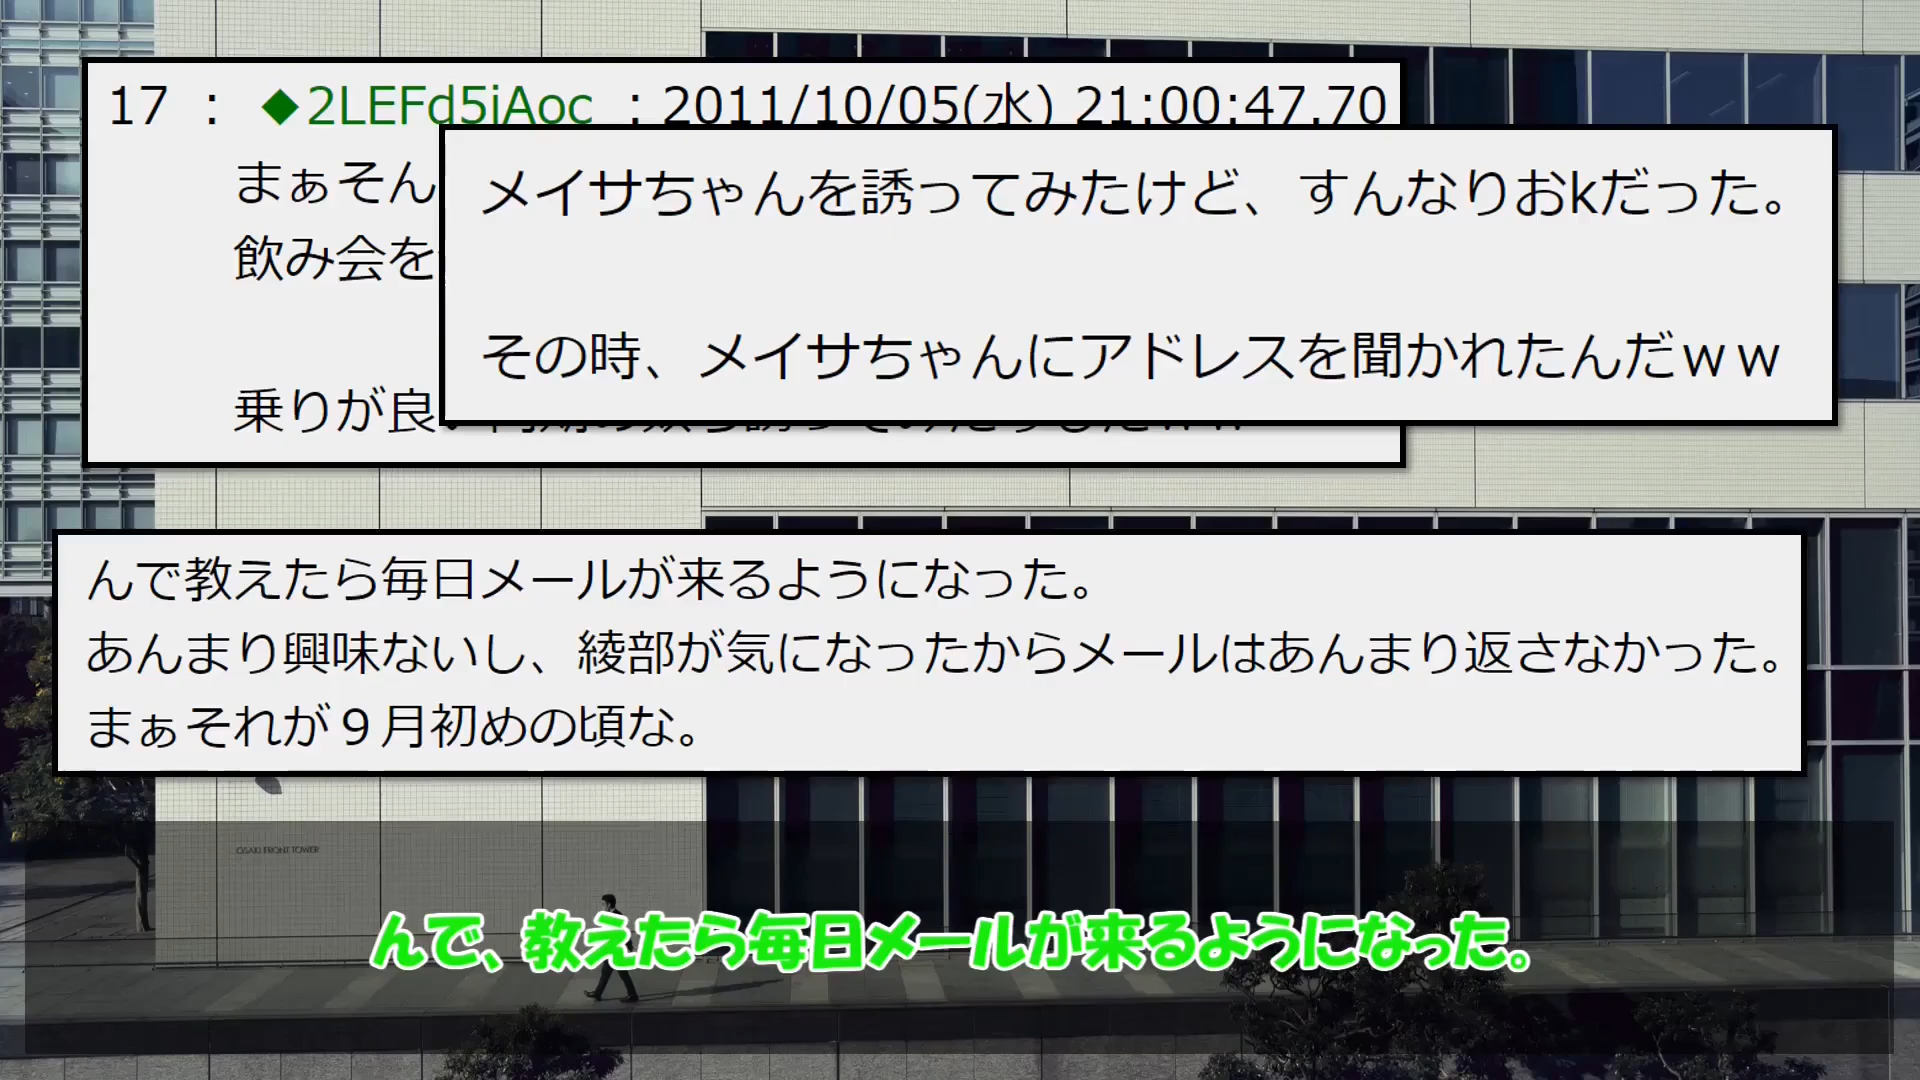 17 ： ◆2LEFd5iAoc ：2011/10/05(水) 21:00:47.70
まぁそん
飲み会を
乗りが良
メイサちゃんを誘ってみたけど、すんなりおkだった。
その時、メイサちゃんにアドレスを聞かれたんだｗｗ
んで教えたら毎日メールが来るようになった。
あんまり興味ないし、綾部が気になったからメールはあんまり返さなかった。
まぁそれが９月初めの頃な。
OSAKI FRONT TOWER
んで、教えたら毎日メールが来るようになった。